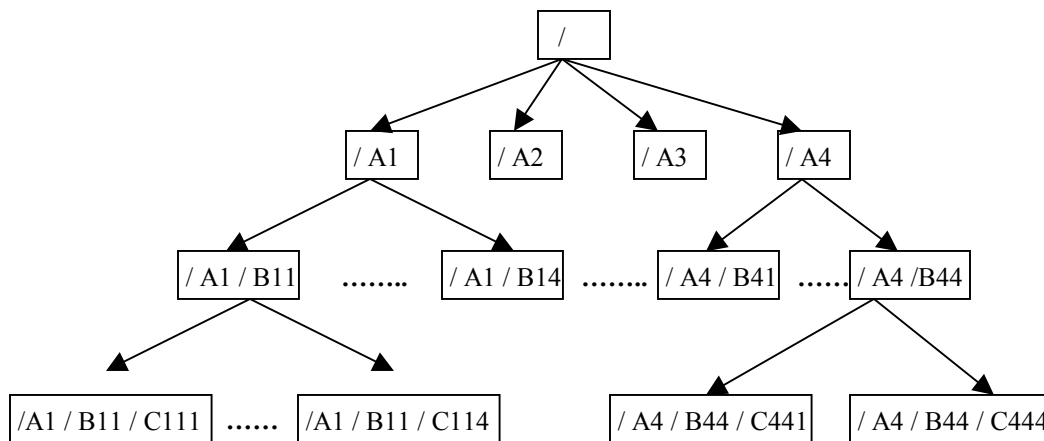 /
/ A1 / A2 / A3 / A4
/ A1 / B11 ........ / A1 / B14 ........ / A4 / B41 ...... / A4 /B44
/A1 / B11 / C111 ...... /A1 / B11 / C114 / A4 / B44 / C441 / A4 / B44 / C444